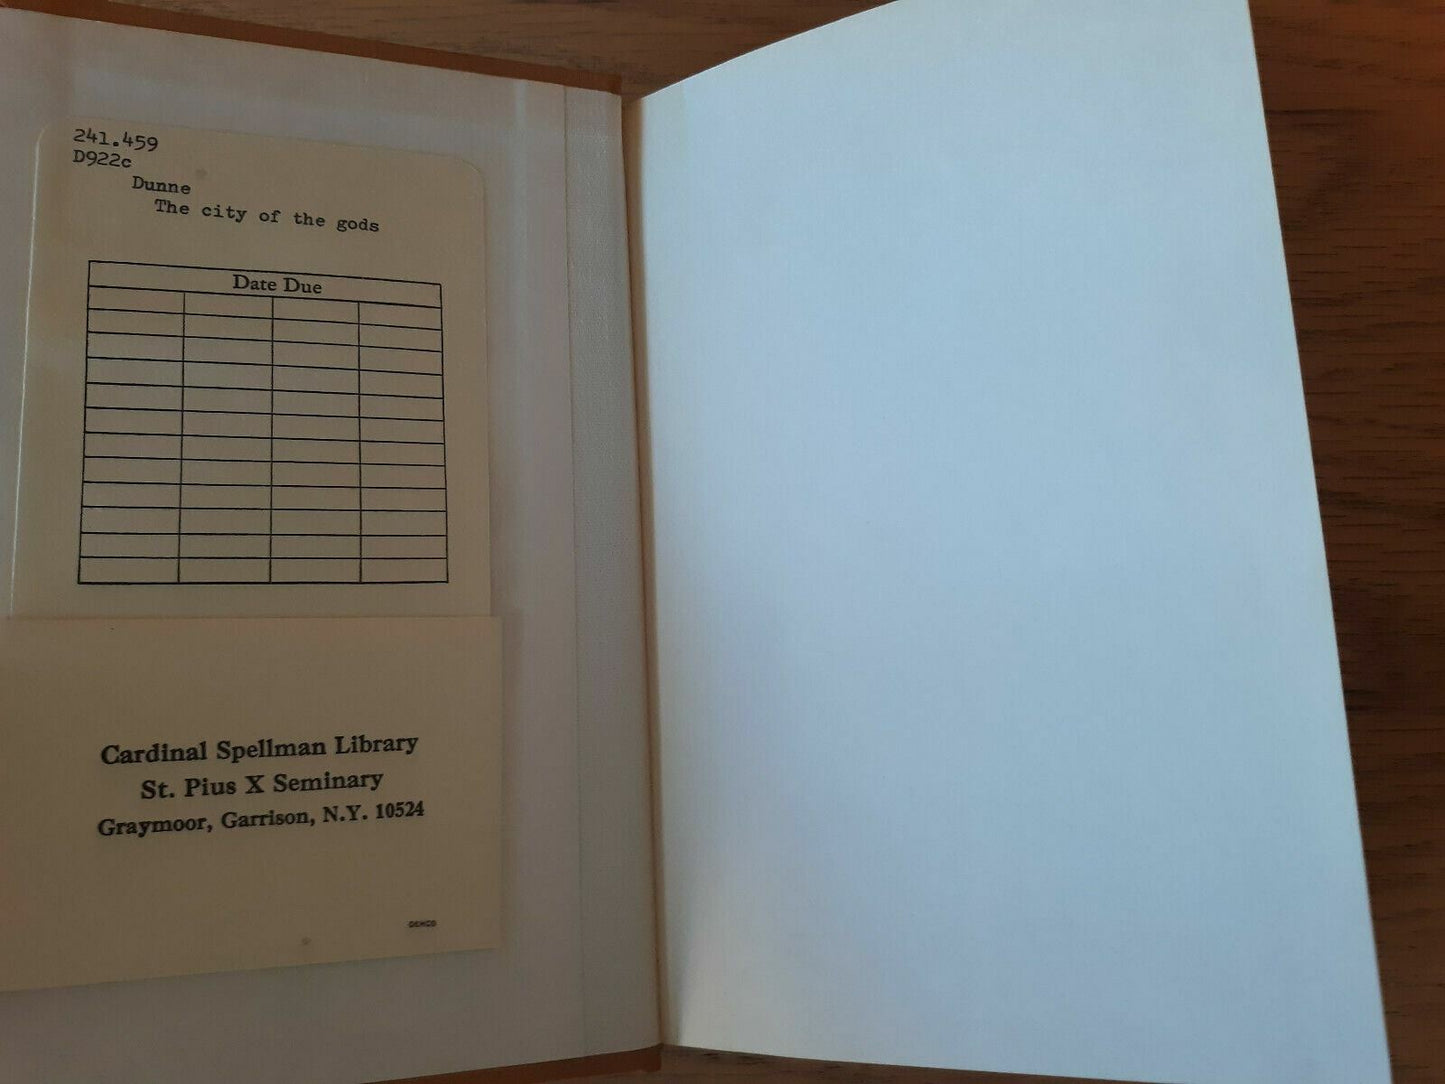 241.459
D922c
Dunne
The city of the gods
Date Due
Cardinal Spellman Library
St. Pius X Seminary
Graymoor, Garrison, N.Y. 10524
DEMCO